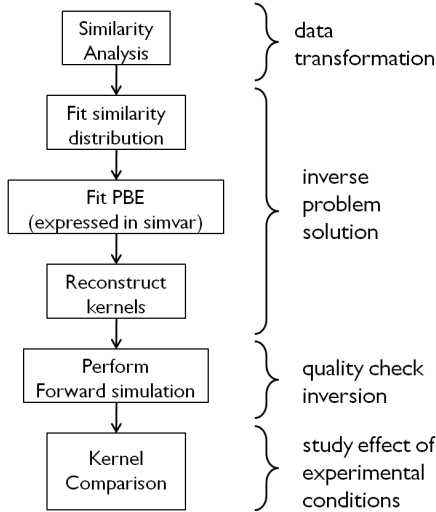 Similarity
Analysis
data
transformation
Fit similarity
distribution
Fit PBE
(expressed in simvar)
Reconstruct
kernels
inverse
problem
solution
Perform
Forward simulation
quality check
inversion
Kernel
Comparison
study effect of
experimental
conditions